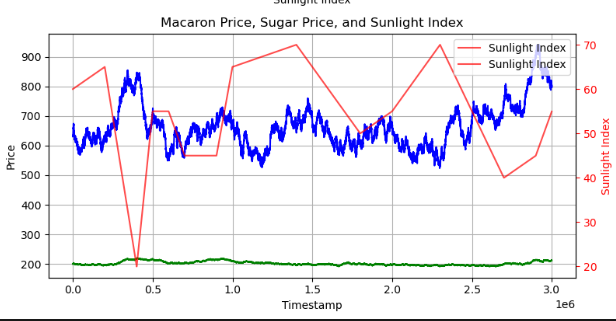 Sunlight Index
Macaron Price, Sugar Price, and Sunlight Index
Sunlight Index
Sunlight Index
900
800
700
600
500
400
300
200
Price
70
60
50
40
30
20
Sunlight Index
0.0 0.5 1.0 1.5 2.0 2.5 3.0
1e6
Timestamp